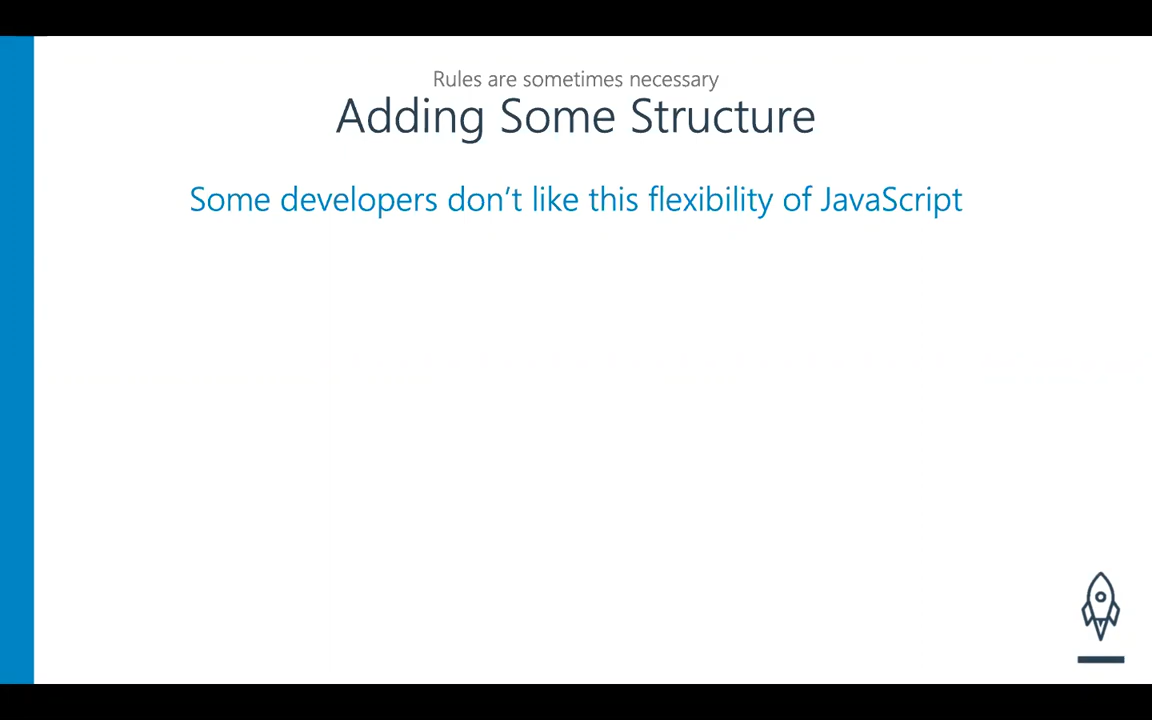 Rules are sometimes necessary
Adding Some Structure
Some developers don’t like this flexibility of JavaScript